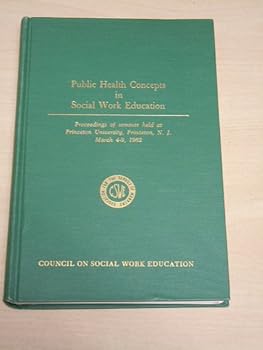 Public Health Concepts
in
Social Work Education
Proceedings of seminar held at
Princeton University, Princeton, N. J.
March 4-9, 1962
CSWE
COUNCIL ON SOCIAL WORK EDUCATION